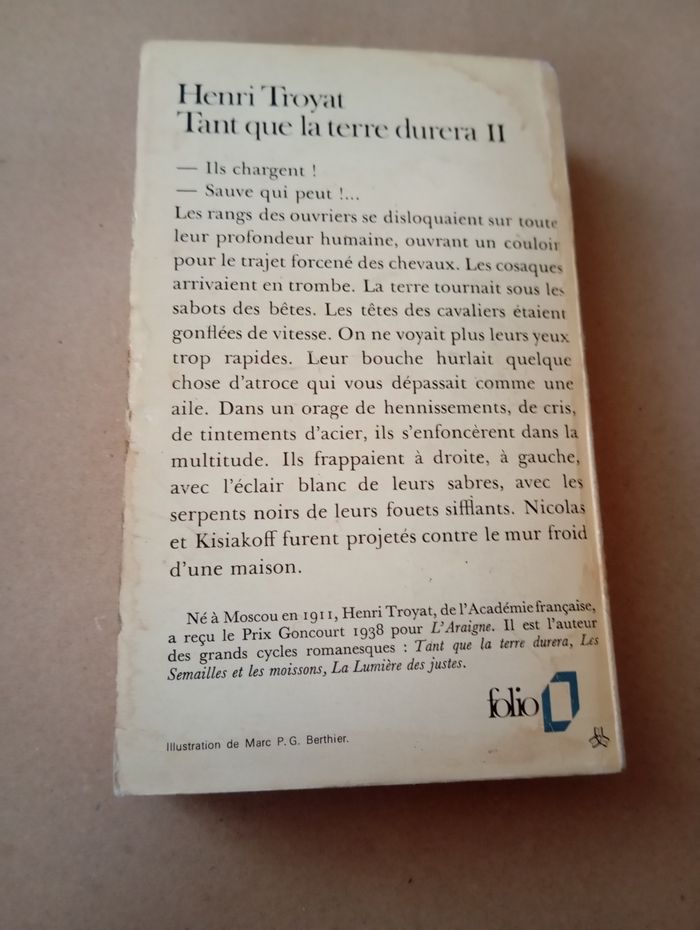 Henri Troyat
Tant que la terre durera II
— Ils chargent !
— Sauve qui peut !...
Les rangs des ouvriers se disloquaient sur toute
leur profondeur humaine, ouvrant un couloir
pour le trajet forcené des chevaux. Les cosaques
arrivaient en trombe. La terre tournait sous les
sabots des bêtes. Les têtes des cavaliers étaient
gonflées de vitesse. On ne voyait plus leurs yeux
trop rapides. Leur bouche hurlait quelque
chose d'atroce qui vous dépassait comme une
aile. Dans un orage de hennissements, de cris,
de tintements d'acier, ils s'enfoncèrent dans la
multitude. Ils frappaient à droite, à gauche,
avec l'éclair blanc de leurs sabres, avec les
serpents noirs de leurs fouets sifflants. Nicolas
et Kisiakoff furent projetés contre le mur froid
d'une maison.
Né à Moscou en 1911, Henri Troyat, de l'Académie française,
a reçu le Prix Goncourt 1938 pour L'Araigne. Il est l'auteur
des grands cycles romanesques : Tant que la terre durera, Les
Semailles et les moissons, La Lumière des justes.
folio
Illustration de Marc P. G. Berthier.